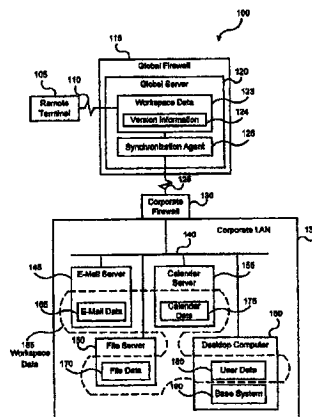 100
115
Global Firewall
120
Global Server
105
110
Remote
Terminal
Workspace Data
123
Version Information
124
Synchronization Agent
126
Corporate
Firewall
130
Corporate LAN
140
145
E-Mail Server
165
E-Mail Data
155
Calendar Server
175
Calendar
Data
185
Workspace
Data
150
File Server
170
File Data
160
Desktop Computer
180
User Data
190
Base System